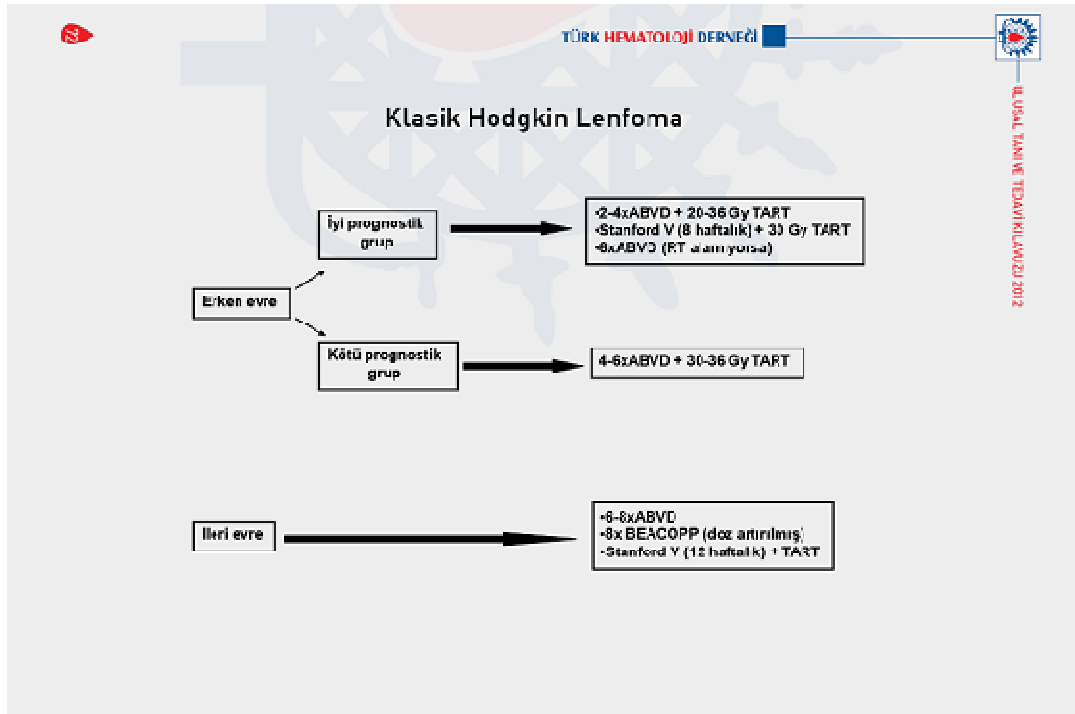 22
TÜRK HEMATOLOJİ DERNEĞİ
ULUSAL TANI VE TEDAVİ KILAVUZU 2012
Klasik Hodgkin Lenfoma
İyi prognostik
grup
•2-4xABVD + 20-36 Gy TART
•Stanford V (8 haftalık) + 30 Gy TART
(RT alamıyorsa)
Erken evre
Kötü prognostik
grup
4-6xABVD + 30-36 Gy TART
İleri evre
•6-8xABVD
•8x BEACOPP (doz artırılmış)
•Stanford V (12 haftalık) + TART